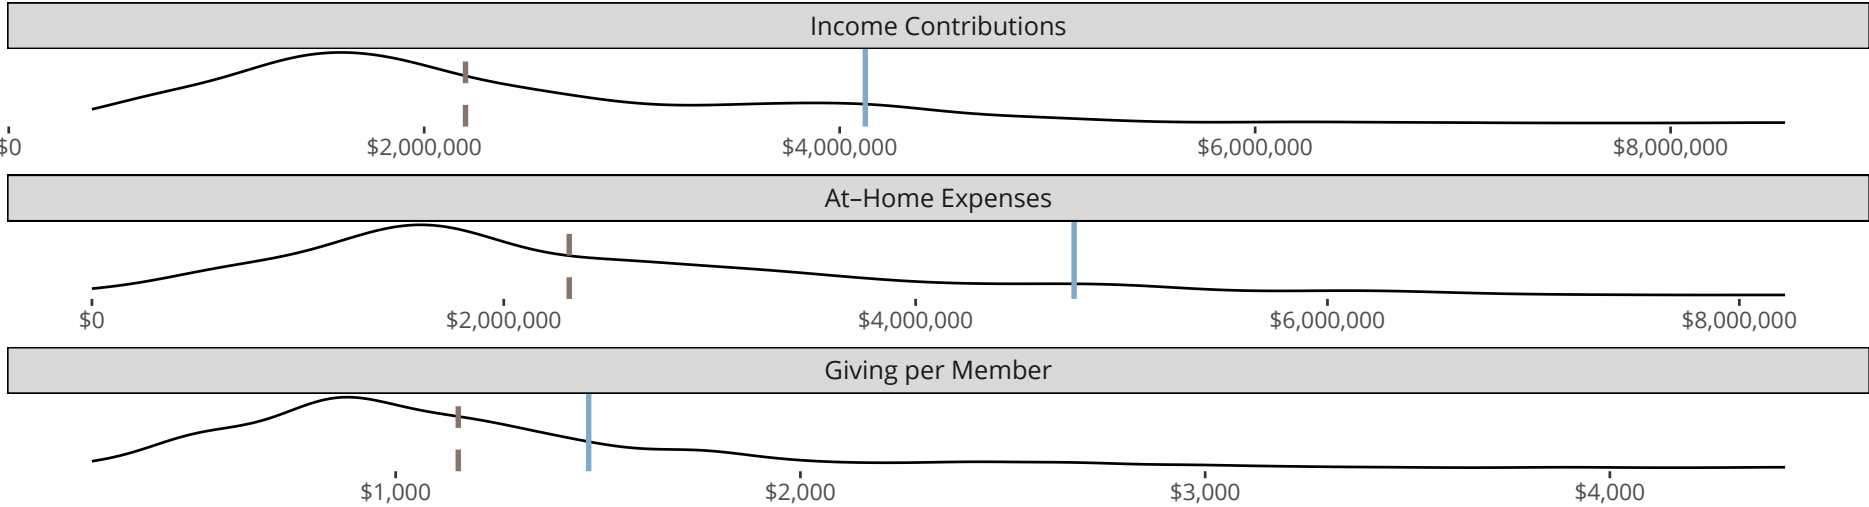 Income Contributions
$0 $2,000,000 $4,000,000 $6,000,000 $8,000,000
At–Home Expenses
$0 $2,000,000 $4,000,000 $6,000,000 $8,000,000
Giving per Member
$1,000 $2,000 $3,000 $4,000